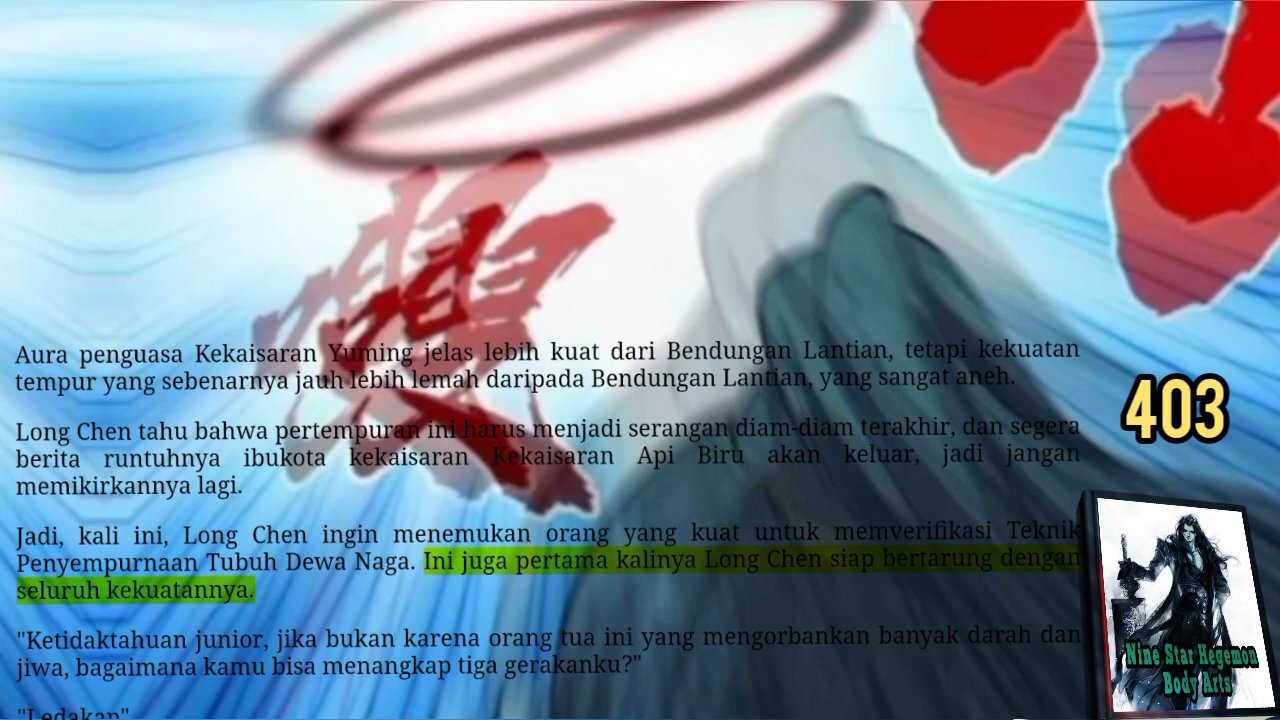 Aura penguasa Kekaisaran Yuming jelas lebih kuat dari Bendungan Lantian, tetapi kekuatan
tempur yang sebenarnya jauh lebih lemah daripada Bendungan Lantian, yang sangat aneh.
Long Chen tahu bahwa pertempuran ini harus menjadi serangan diam-diam terakhir, dan segera
berita runtuhnya ibukota kekaisaran Kekaisaran Api Biru akan keluar, jadi jangan
memikirkannya lagi.
Jadi, kali ini, Long Chen ingin menemukan orang yang kuat untuk memverifikasi Teknik
Penyempurnaan Tubuh Dewa Naga. Ini juga pertama kalinya Long Chen siap bertarung dengan
seluruh kekuatannya.
"Ketidaktahuan junior, jika bukan karena orang tua ini yang mengorbankan banyak darah dan
jiwa, bagaimana kamu bisa menangkap tiga gerakanku?"
"Ledakan"
403
Nine Star Hegemon
Body Arts